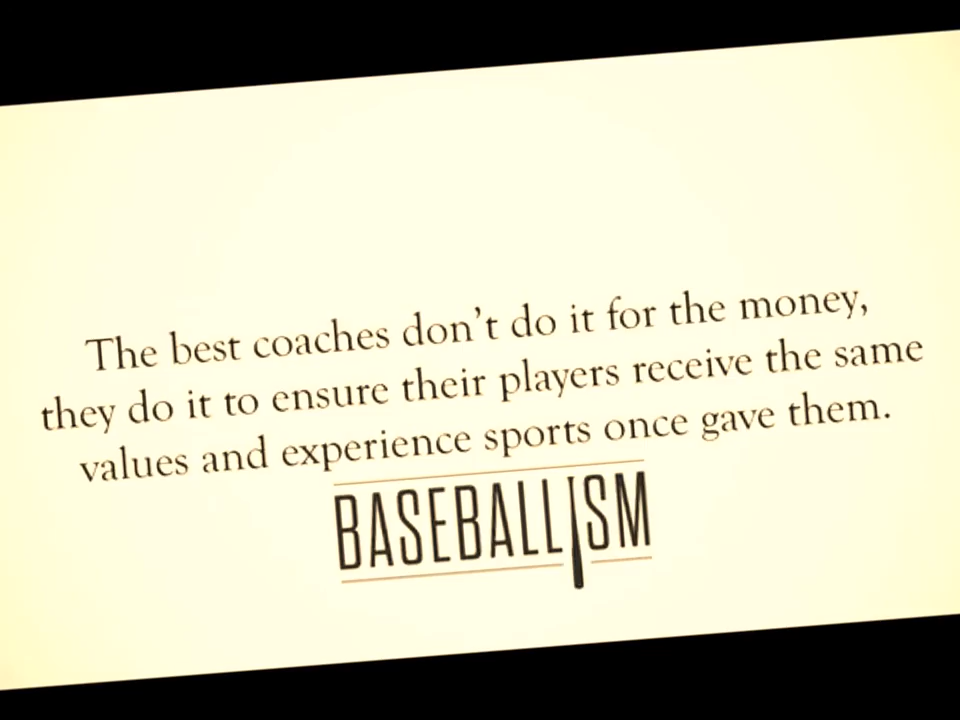 The best coaches don't do it for the money,
they do it to ensure their players receive the same
values and experience sports once gave them.
BASEBALLISM